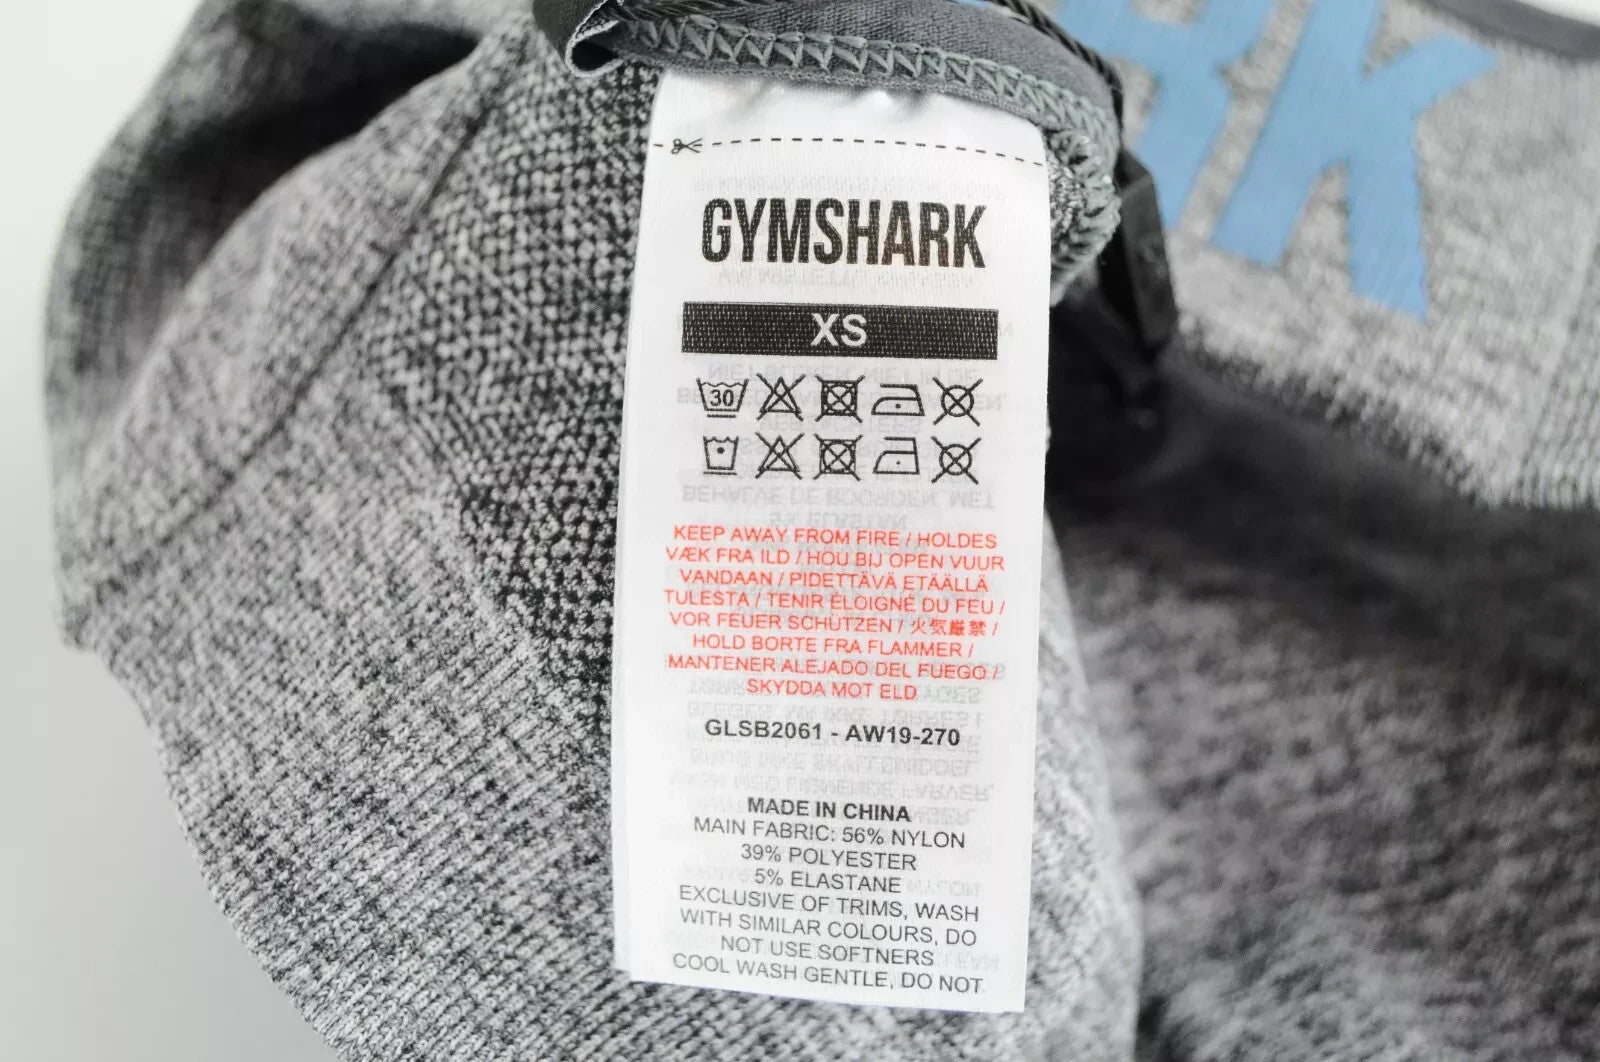 RK
GYMSHARK
XS
30
KEEP AWAY FROM FIRE / HOLDES
VÆK FRA ILD / HOU BIJ OPEN VUUR
VANDAAN / PIDETTÄVÄ ETÄÄLLÄ
TULESTA / TENIR ÉLOIGNÉ DU FEU /
VOR FEUER SCHÜTZEN / 火気厳禁 /
HOLD BORTE FRA FLAMMER /
MANTENER ALEJADO DEL FUEGO /
SKYDDA MOT ELD
GLSB2061 - AW19-270
MADE IN CHINA
MAIN FABRIC: 56% NYLON
39% POLYESTER
5% ELASTANE
EXCLUSIVE OF TRIMS, WASH
WITH SIMILAR COLOURS, DO
NOT USE SOFTNERS
COOL WASH GENTLE, DO NOT